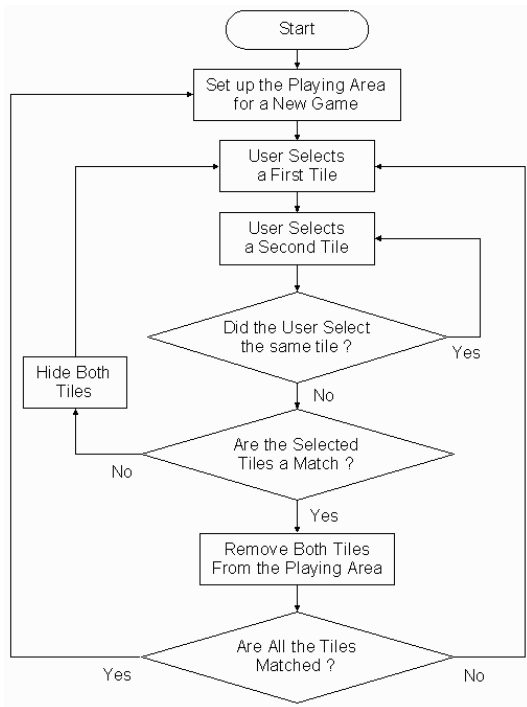 Start
Set up the Playing Area
for a New Game
User Selects
a First Tile
User Selects
a Second Tile
Did the User Select
the same tile ?
Yes
Hide Both
Tiles
No
Are the Selected
Tiles a Match ?
No
Yes
Remove Both Tiles
From the Playing Area
Are All the Tiles
Matched ?
Yes
No